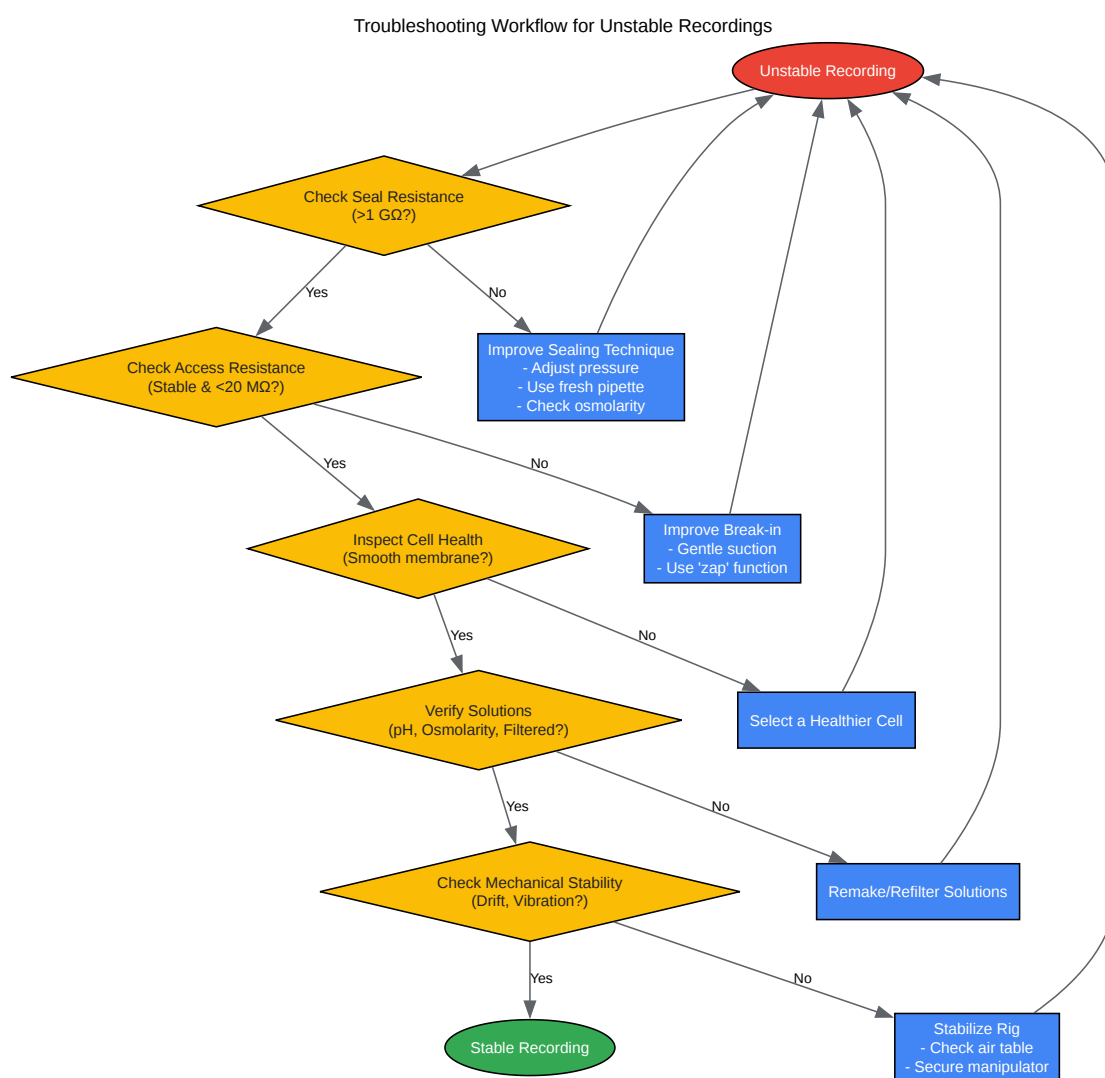 Troubleshooting Workflow for Unstable Recordings
Unstable Recording
Check Seal Resistance
(>1 GΩ?)
Yes
No
Improve Sealing Technique
- Adjust pressure
- Use fresh pipette
- Check osmolarity
Check Access Resistance
(Stable & <20 MΩ?)
Yes
No
Improve Break-in
- Gentle suction
- Use 'zap' function
Inspect Cell Health
(Smooth membrane?)
Yes
No
Select a Healthier Cell
Verify Solutions
(pH, Osmolarity, Filtered?)
Yes
No
Remake/Refilter Solutions
Check Mechanical Stability
(Drift, Vibration?)
Yes
No
Stabilize Rig
- Check air table
- Secure manipulator
Stable Recording